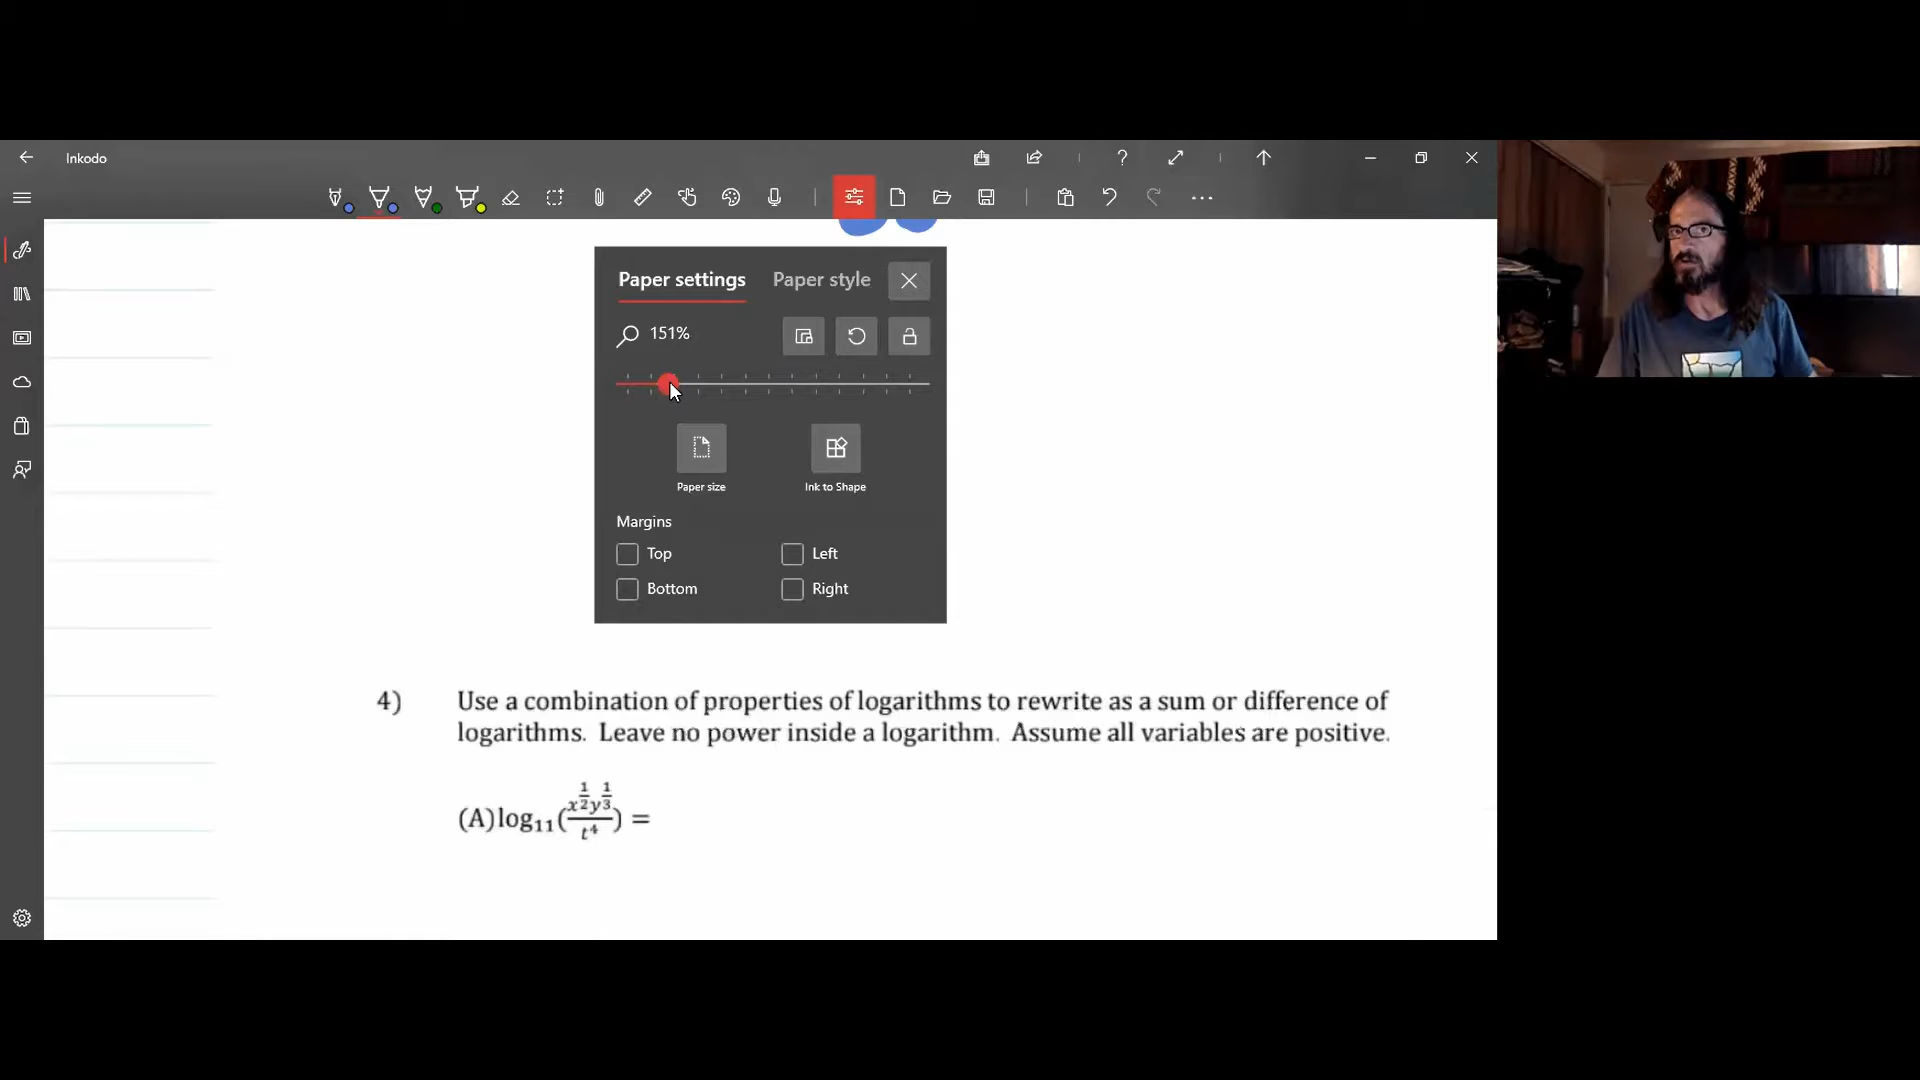 Inkodo
Paper settings Paper style
151%
Paper size Ink to Shape
Margins
Top Left
Bottom Right
4) Use a combination of properties of logarithms to rewrite as a sum or difference of
logarithms. Leave no power inside a logarithm. Assume all variables are positive.
(A) log₁₁(x^(1/2) y^(1/3) / t⁴) =